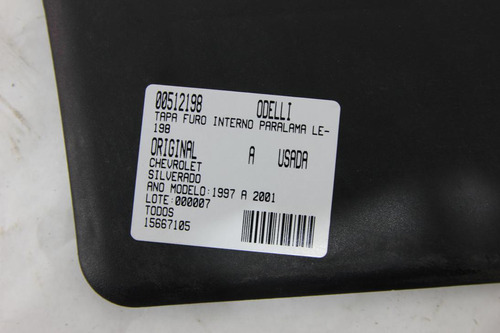 00512198 ODELLI
TAPA FURO INTERNO PARALAMA LE-
198
ORIGINAL A USADA
CHEVROLET
SILVERADO
ANO MODELO:1997 A 2001
LOTE:000007
TODOS
15667105